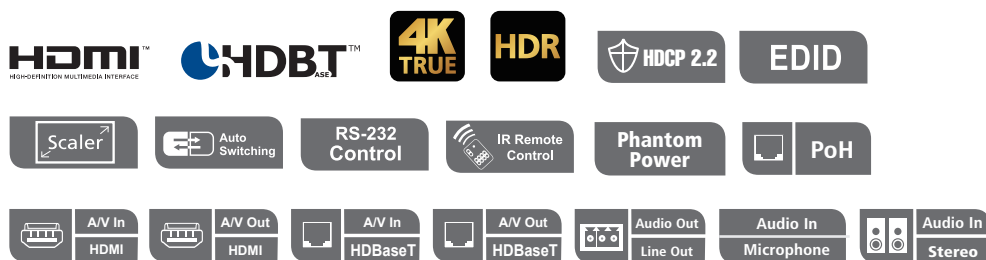 HDMI™
HIGH-DEFINITION MULTIMEDIA INTERFACE
HDBT™
ASE
4K
TRUE
HDR
HDCP 2.2
EDID
Scaler
Auto
Switching
RS-232
Control
IR Remote
Control
Phantom
Power
PoH
A/V In
HDMI
A/V Out
HDMI
A/V In
HDBaseT
A/V Out
HDBaseT
Audio Out
Line Out
Audio In
Microphone
Audio In
Stereo